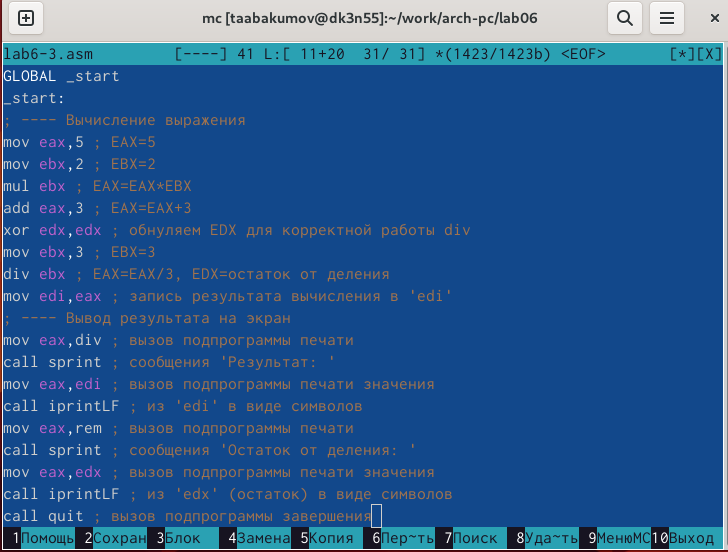 mc [taabakumov@dk3n55]:~/work/arch-pc/lab06
lab6-3.asm [----] 41 L:[ 11+20 31/ 31] *(1423/1423b) <EOF> [*][X]
GLOBAL _start
_start:
; ---- Вычисление выражения
mov eax,5 ; EAX=5
mov ebx,2 ; EBX=2
mul ebx ; EAX=EAX*EBX
add eax,3 ; EAX=EAX+3
xor edx,edx ; обнуляем EDX для корректной работы div
mov ebx,3 ; EBX=3
div ebx ; EAX=EAX/3, EDX=остаток от деления
mov edi,eax ; запись результата вычисления в 'edi'
; ---- Вывод результата на экран
mov eax,div ; вызов подпрограммы печати
call sprint ; сообщения 'Результат: '
mov eax,edi ; вызов подпрограммы печати значения
call iprintLF ; из 'edi' в виде символов
mov eax,rem ; вызов подпрограммы печати
call sprint ; сообщения 'Остаток от деления: '
mov eax,edx ; вызов подпрограммы печати значения
call iprintLF ; из 'edx' (остаток) в виде символов
call quit ; вызов подпрограммы завершения
1Помощь 2Сохран 3Блок 4Замена 5Копия 6Пер~ть 7Поиск 8Уда~ть 9МенюMC 10Выход